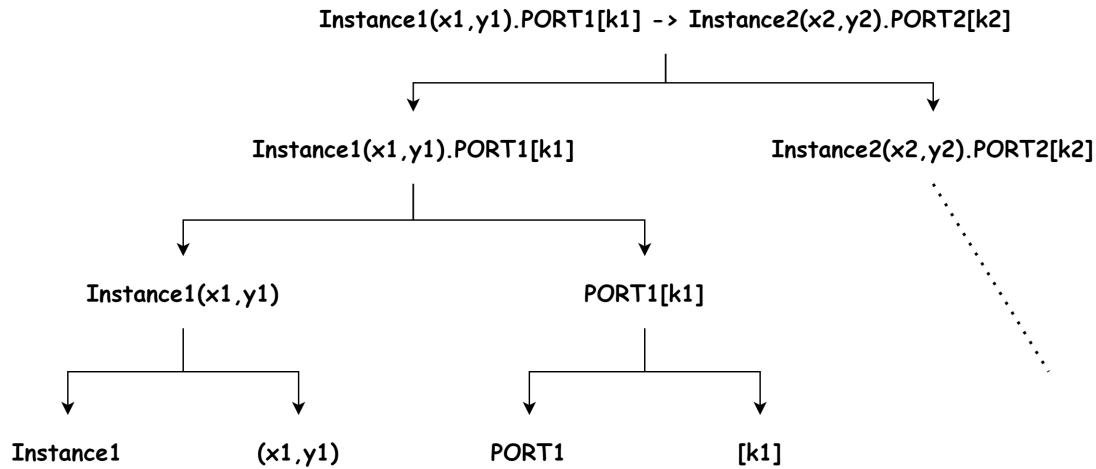 Instance1(x1,y1).PORT1[k1] -> Instance2(x2,y2).PORT2[k2]
Instance1(x1,y1).PORT1[k1]
Instance2(x2,y2).PORT2[k2]
Instance1(x1,y1)
PORT1[k1]
Instance1
(x1,y1)
PORT1
[k1]